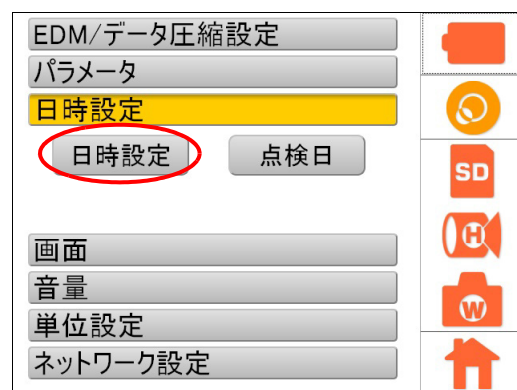 EDM/データ圧縮設定
パラメータ
日時設定
日時設定 点検日
SD
H
画面
音量
W
単位設定
ネットワーク設定